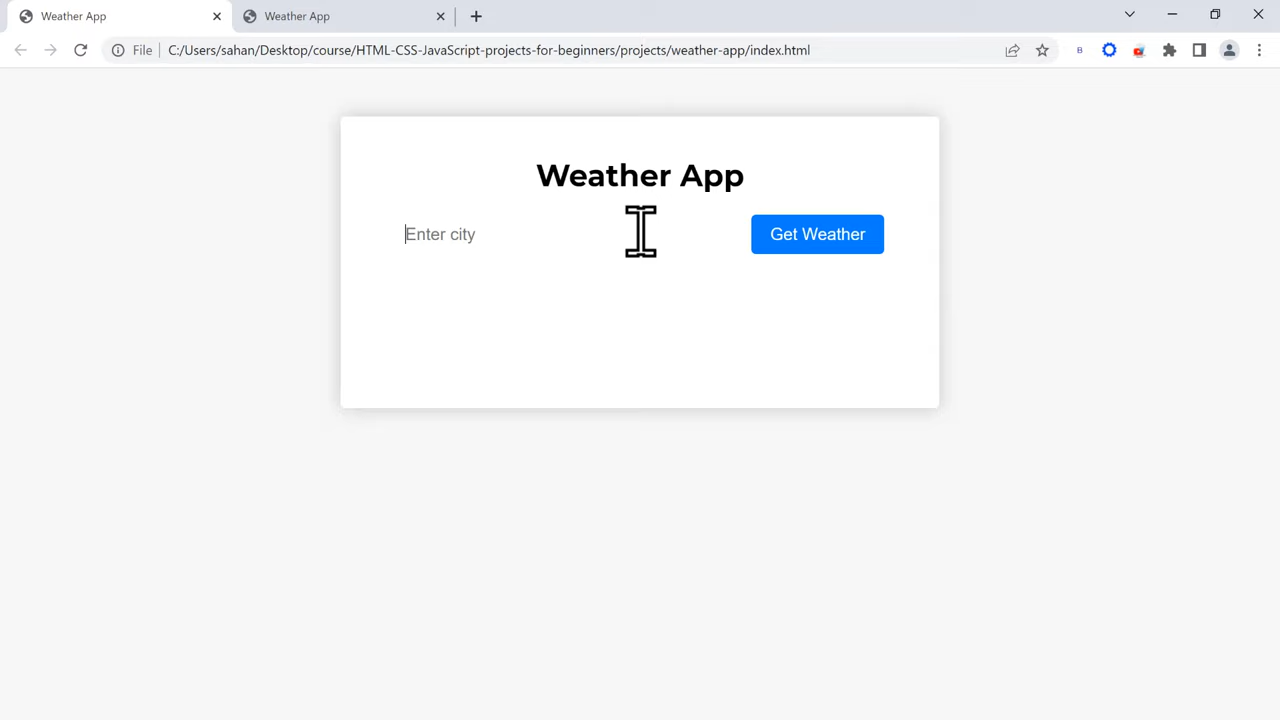 Weather App
Weather App
File
C:/Users/sahan/Desktop/course/HTML-CSS-JavaScript-projects-for-beginners/projects/weather-app/index.html
B
Weather App
Enter city
Get Weather